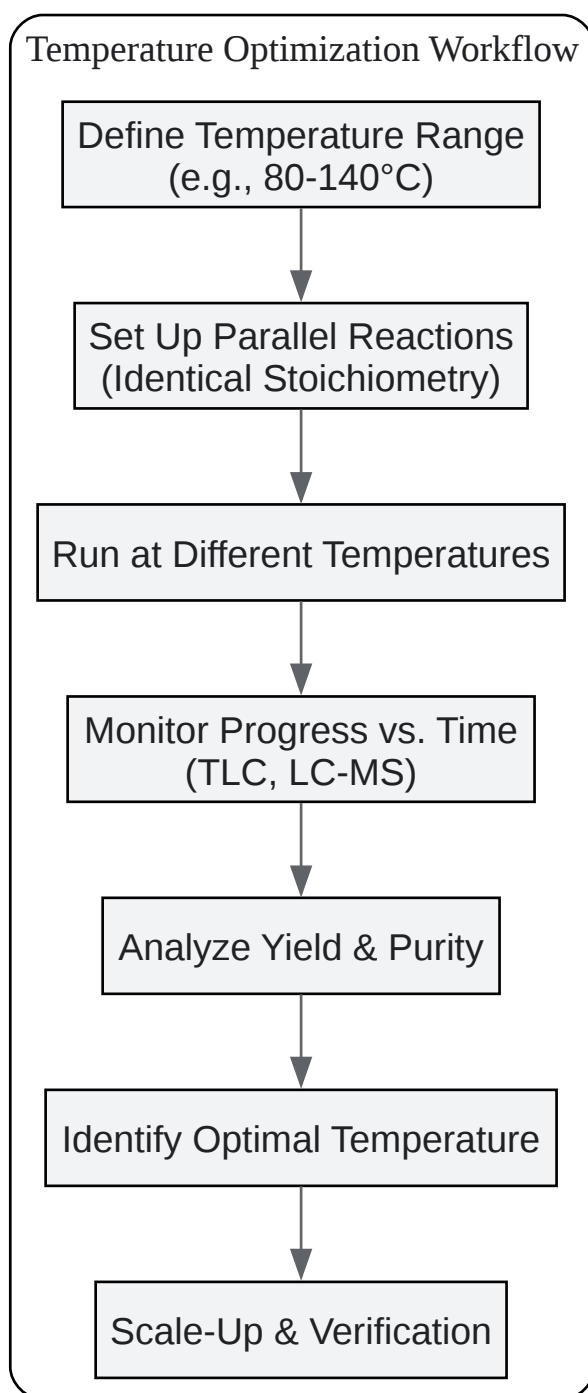 Temperature Optimization Workflow
Define Temperature Range
(e.g., 80-140°C)
Set Up Parallel Reactions
(Identical Stoichiometry)
Run at Different Temperatures
Monitor Progress vs. Time
(TLC, LC-MS)
Analyze Yield & Purity
Identify Optimal Temperature
Scale-Up & Verification